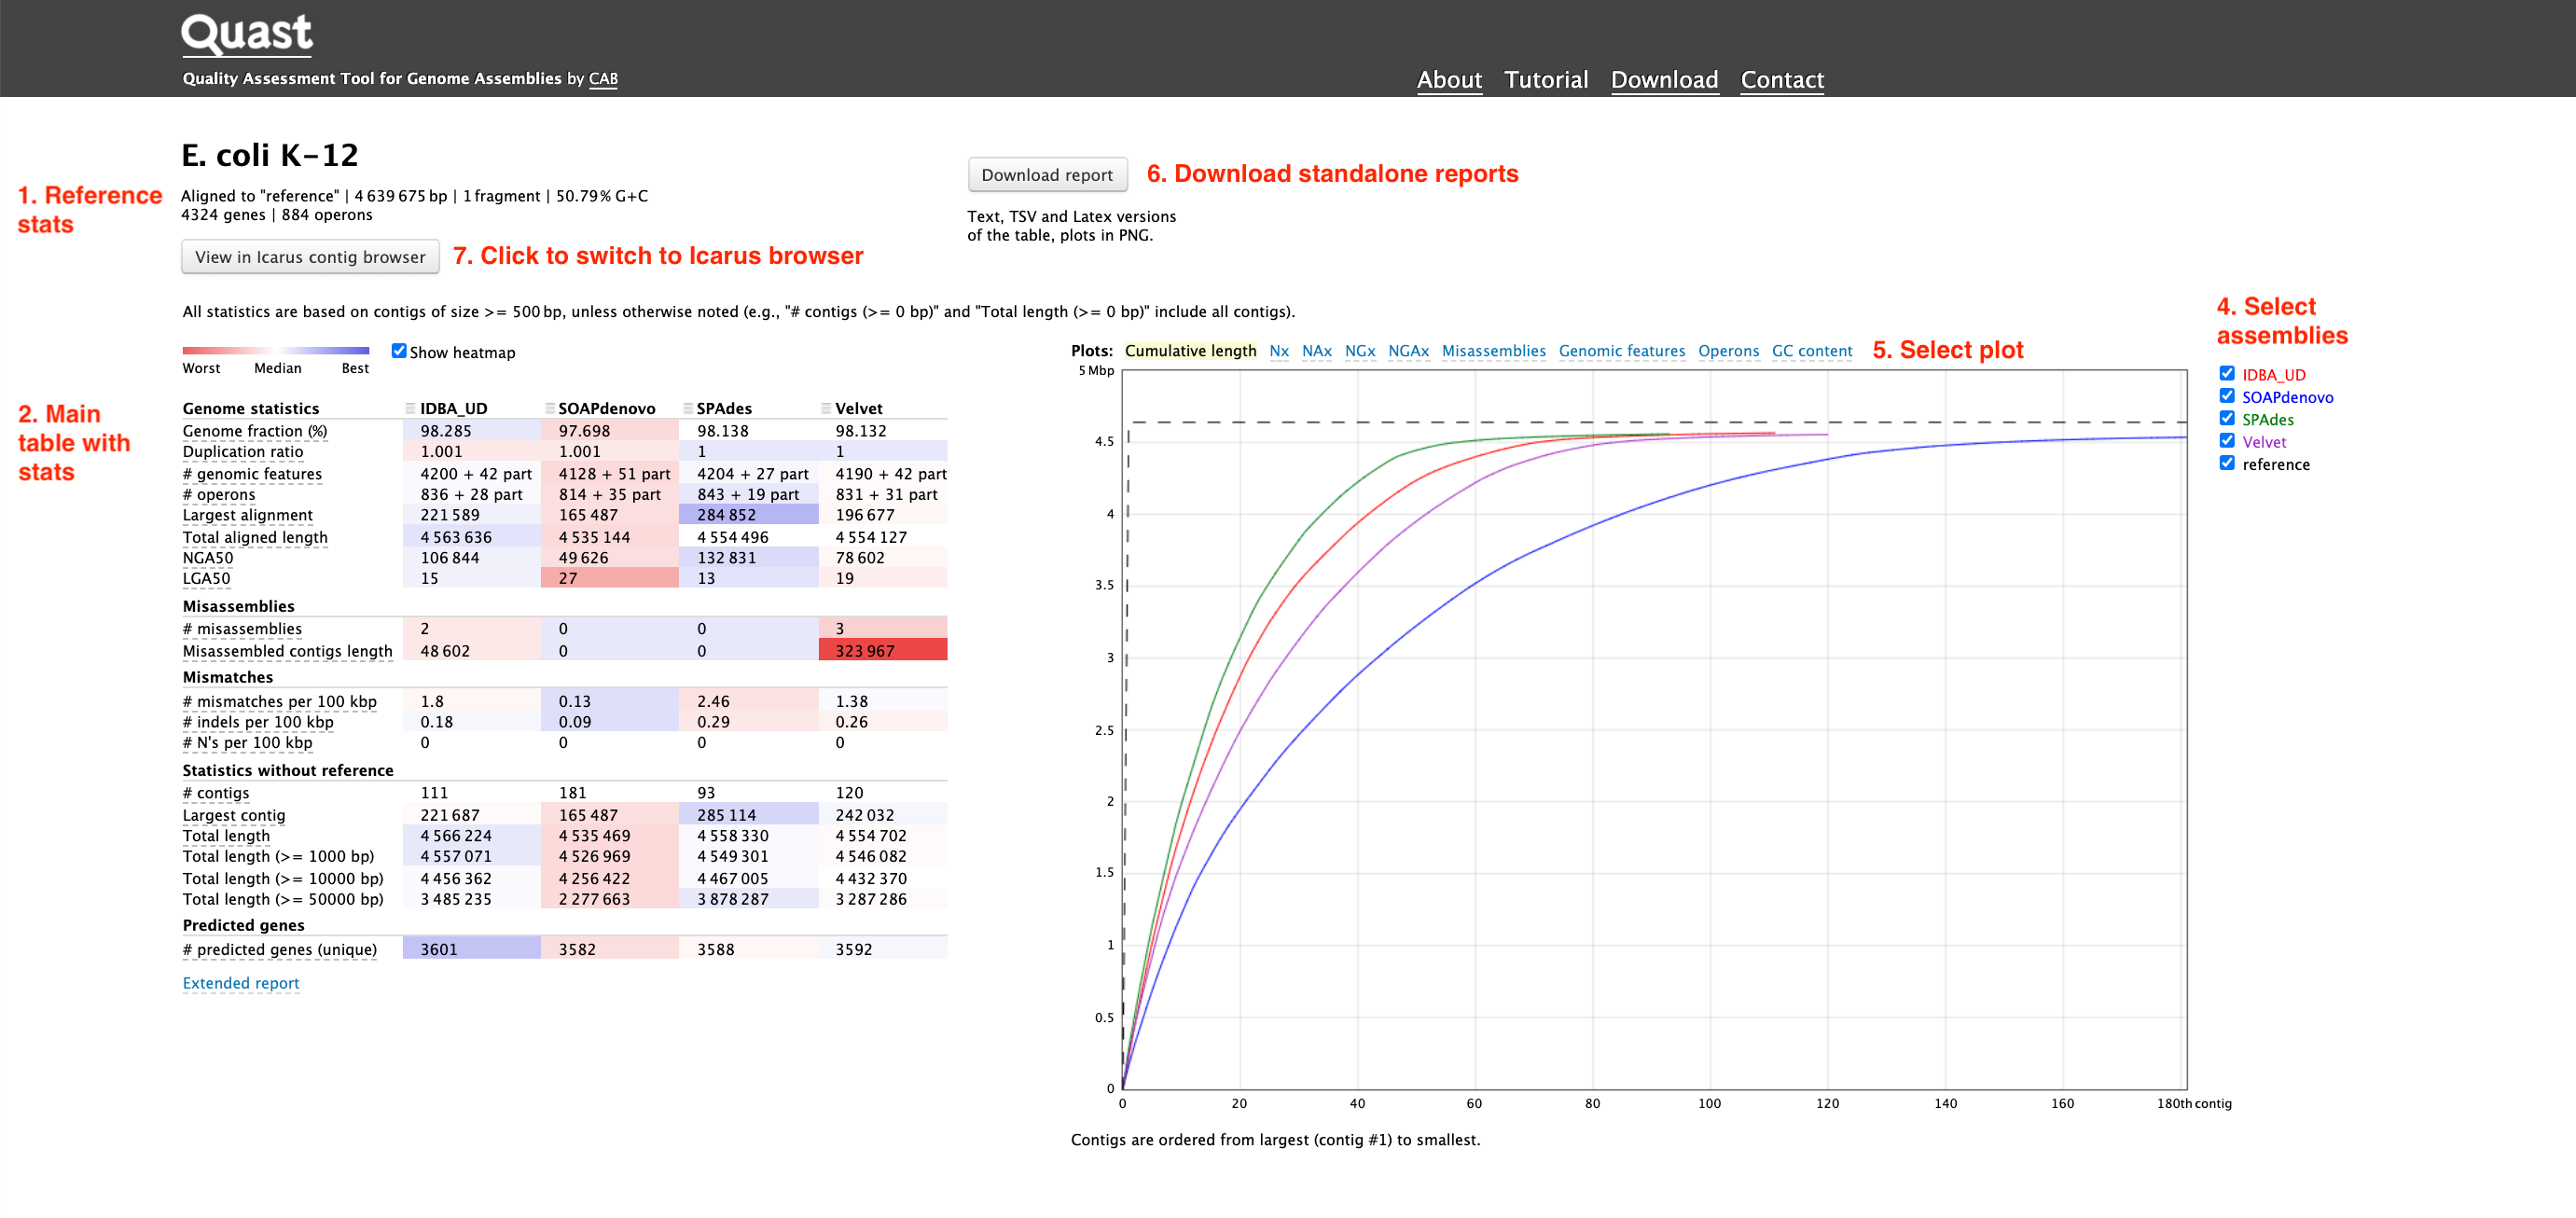 Quast
Quality Assessment Tool for Genome Assemblies by CAB
About Tutorial Download Contact
E. coli K-12
1. Reference
stats
Aligned to "reference" | 4 639 675 bp | 1 fragment | 50.79 % G+C
4324 genes | 884 operons
View in Icarus contig browser
7. Click to switch to Icarus browser
Download report
6. Download standalone reports
Text, TSV and Latex versions
of the table, plots in PNG.
All statistics are based on contigs of size >= 500 bp, unless otherwise noted (e.g., "# contigs (>= 0 bp)" and "Total length (>= 0 bp)" include all contigs).
Worst Median Best
Show heatmap
2. Main
table with
stats
Genome statistics IDBA_UD SOAPdenovo SPAdes Velvet
Genome fraction (%) 98.285 97.698 98.138 98.132
Duplication ratio 1.001 1.001 1 1
# genomic features 4200 + 42 part 4128 + 51 part 4204 + 27 part 4190 + 42 part
# operons 836 + 28 part 814 + 35 part 843 + 19 part 831 + 31 part
Largest alignment 221 589 165 487 284 852 196 677
Total aligned length 4 563 636 4 535 144 4 554 496 4 554 127
NGA50 106 844 49 626 132 831 78 602
LGA50 15 27 13 19
Misassemblies
# misassemblies 2 0 0 3
Misassembled contigs length 48 602 0 0 323 967
Mismatches
# mismatches per 100 kbp 1.8 0.13 2.46 1.38
# indels per 100 kbp 0.18 0.09 0.29 0.26
# N's per 100 kbp 0 0 0 0
Statistics without reference
# contigs 111 181 93 120
Largest contig 221 687 165 487 285 114 242 032
Total length 4 566 224 4 535 469 4 558 330 4 554 702
Total length (>= 1000 bp) 4 557 071 4 526 969 4 549 301 4 546 082
Total length (>= 10000 bp) 4 456 362 4 256 422 4 467 005 4 432 370
Total length (>= 50000 bp) 3 485 235 2 277 663 3 878 287 3 287 286
Predicted genes
# predicted genes (unique) 3601 3582 3588 3592
Extended report
Plots: Cumulative length Nx NAx NGx NGAx Misassemblies Genomic features Operons GC content
5. Select plot
5 Mbp
4.5
4
3.5
3
2.5
2
1.5
1
0.5
0
0 20 40 60 80 100 120 140 160 180th contig
Contigs are ordered from largest (contig #1) to smallest.
4. Select
assemblies
IDBA_UD
SOAPdenovo
SPAdes
Velvet
reference